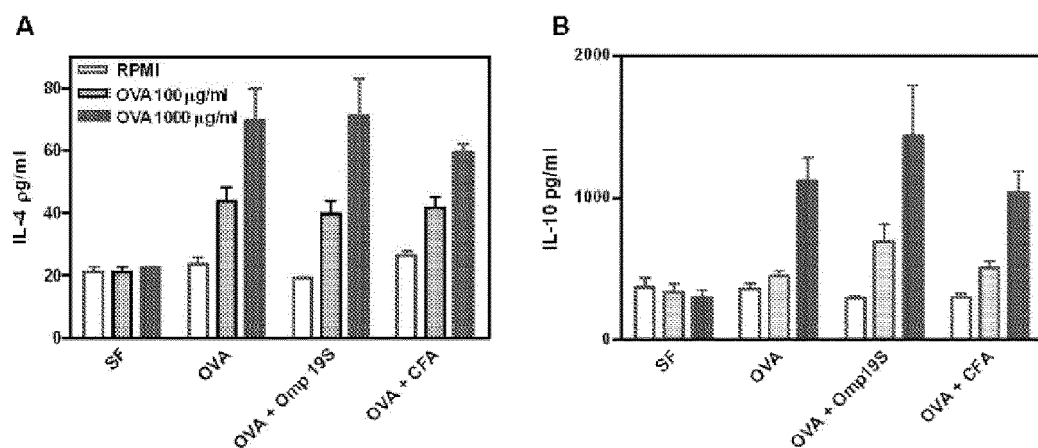 A
IL-4 ρg/ml
80
60
40
20
0
RPMI
OVA 100 µg/ml
OVA 1000 µg/ml
SF
OVA
OVA + Omp 19S
OVA + CFA
B
IL-10 pg/ml
2000
1000
0
SF
OVA
OVA + Omp19S
OVA + CFA